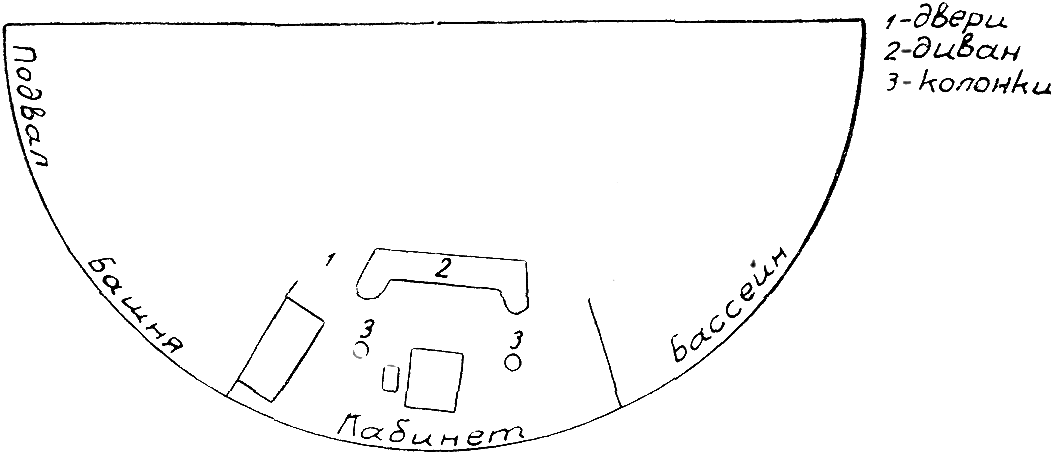 1-двери
2-диван
3-колонки
Подвал
Башня
1
2
3
3
Кабинет
Бассейн